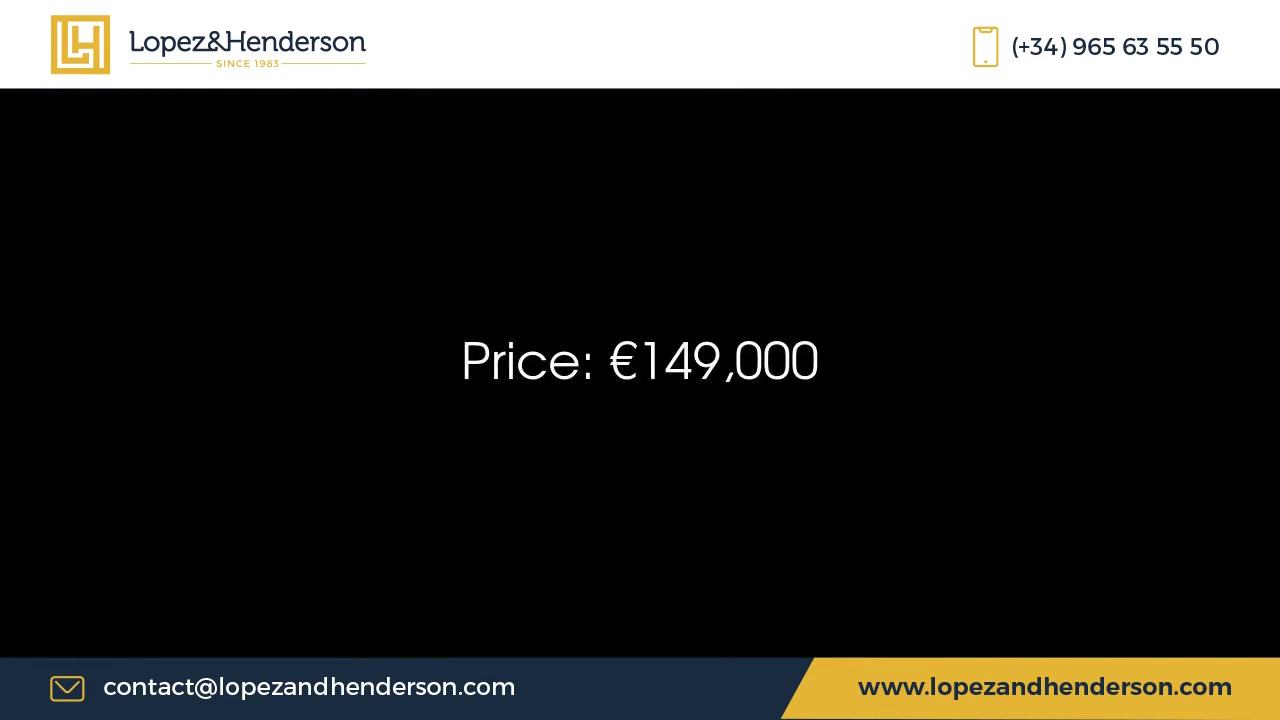 Lopez&Henderson
SINCE 1983
(+34) 965 63 55 50
Price: €149,000
contact@lopezandhenderson.com
www.lopezandhenderson.com